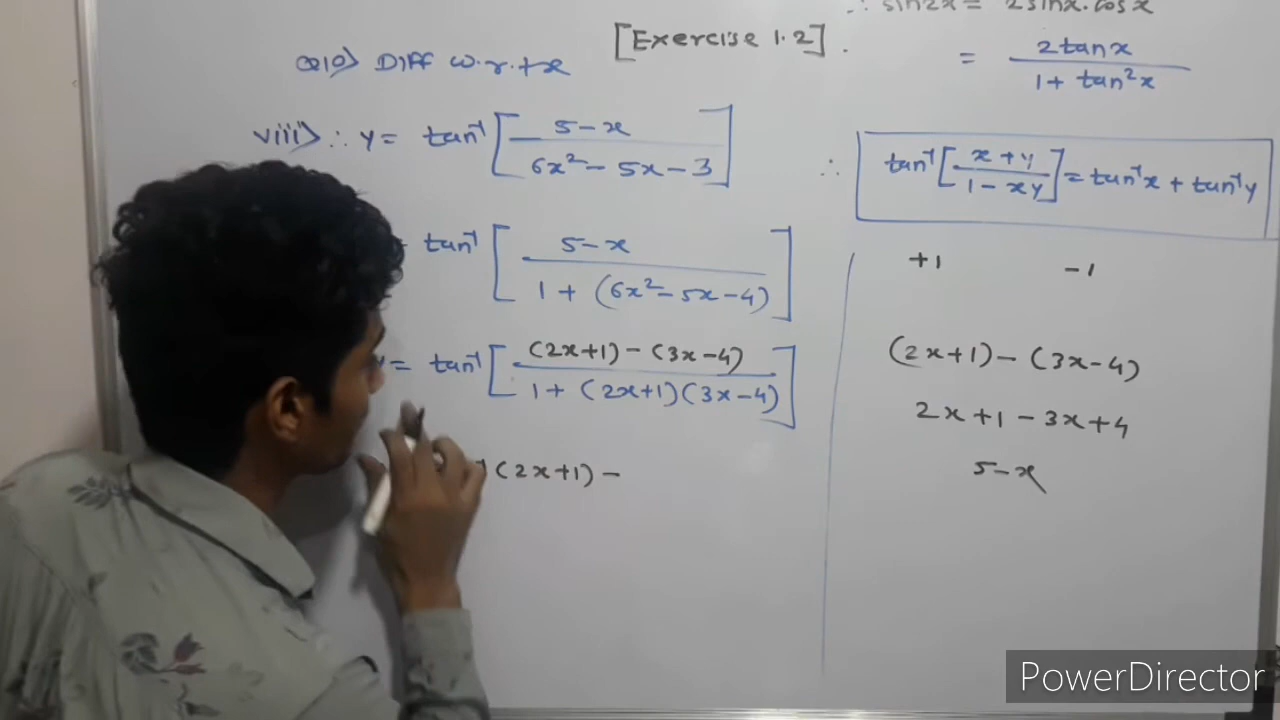 ∴ sin2x = 2sinx.cosx
[Exercise 1.2].
= 2tanx / 1 + tan²x
Q10) Diff w.r.t x
viii) ∴ y = tan⁻¹ [ 5-x / 6x² - 5x - 3 ]
∴ tan⁻¹ [ x + y / 1 - xy ] = tan⁻¹x + tan⁻¹y
= tan⁻¹ [ 5-x / 1 + (6x² - 5x - 4) ]
y = tan⁻¹ [ (2x+1) - (3x-4) / 1 + (2x+1)(3x-4) ]
(2x+1) -
+1 -1
(2x+1) - (3x-4)
2x + 1 - 3x + 4
5 - x
PowerDirector